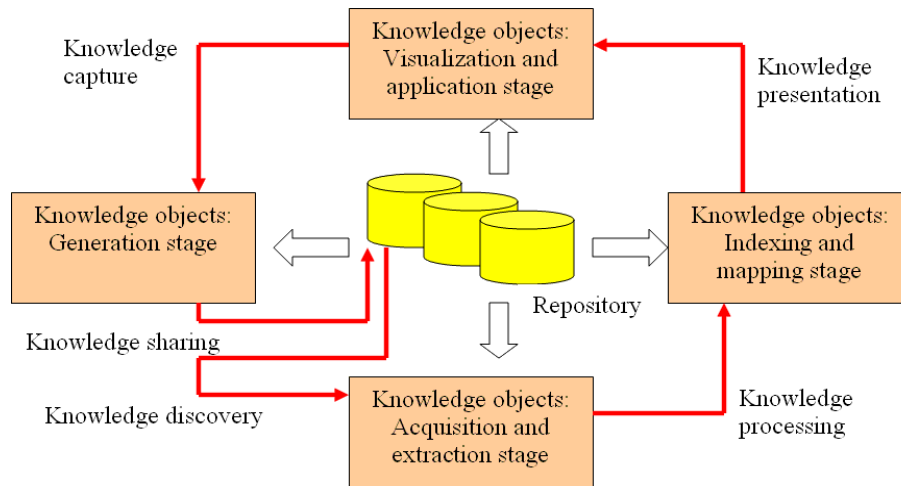 Knowledge
capture
Knowledge objects:
Visualization and
application stage
Knowledge
presentation
Knowledge objects:
Generation stage
Knowledge objects:
Indexing and
mapping stage
Repository
Knowledge sharing
Knowledge discovery
Knowledge objects:
Acquisition and
extraction stage
Knowledge
processing